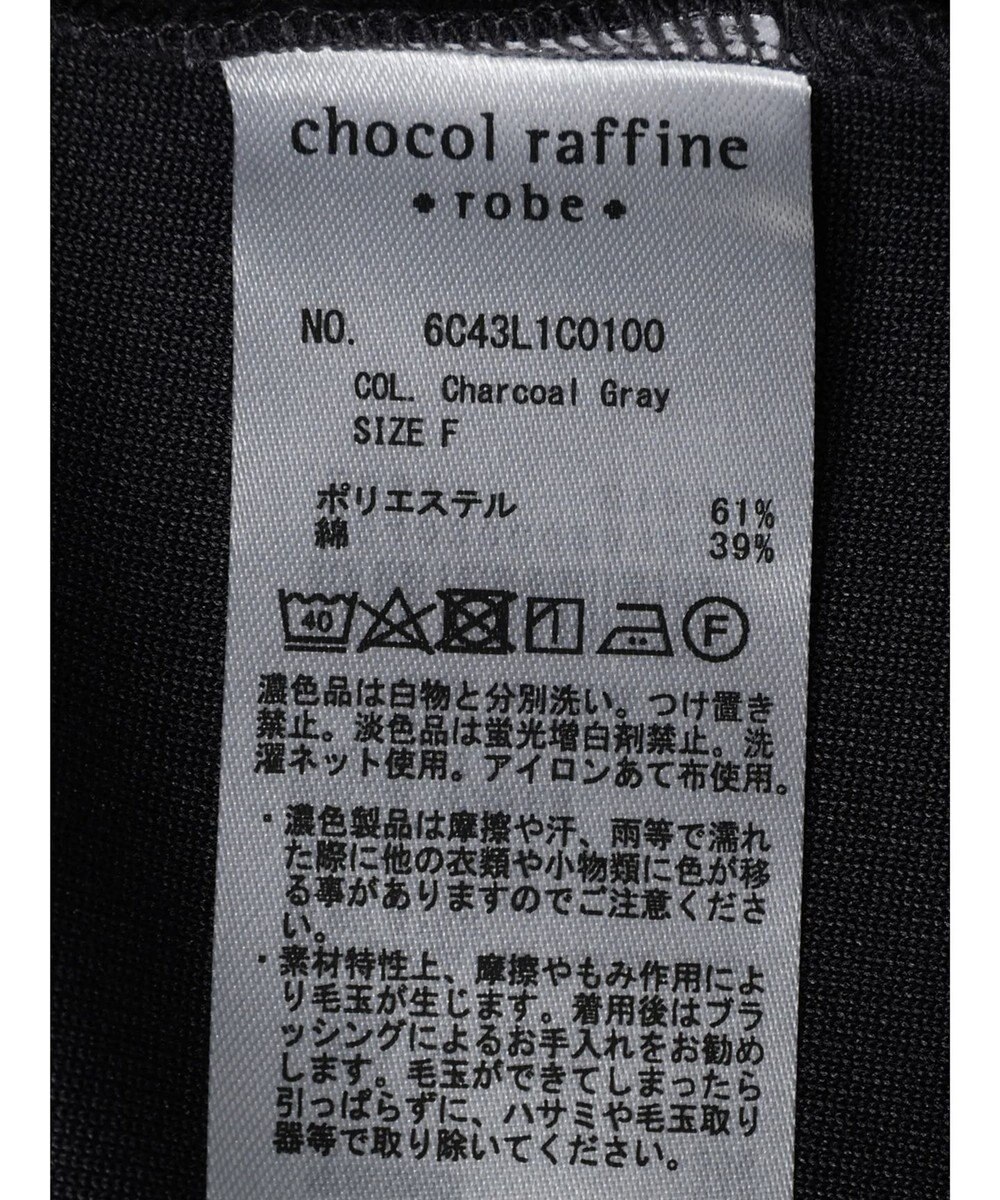 chocol raffine
robe
NO. 6C43L1C0100
COL. Charcoal Gray
SIZE F
ポリエステル 61%
綿 39%
40 F
濃色品は白物と分別洗い。つけ置き
禁止。淡色品は蛍光増白剤禁止。洗
濯ネット使用。アイロンあて布使用。
・濃色製品は摩擦や汗、雨等で濡れ
た際に他の衣類や小物類に色が移
る事がありますのでご注意くださ
い。
・素材特性上、摩擦やもみ作用によ
り毛玉が生じます。着用後はブラ
ッシングによるお手入れをお勧め
します。毛玉ができてしまったら
引っぱらずに、ハサミや毛玉取り
器等で取り除いてください。